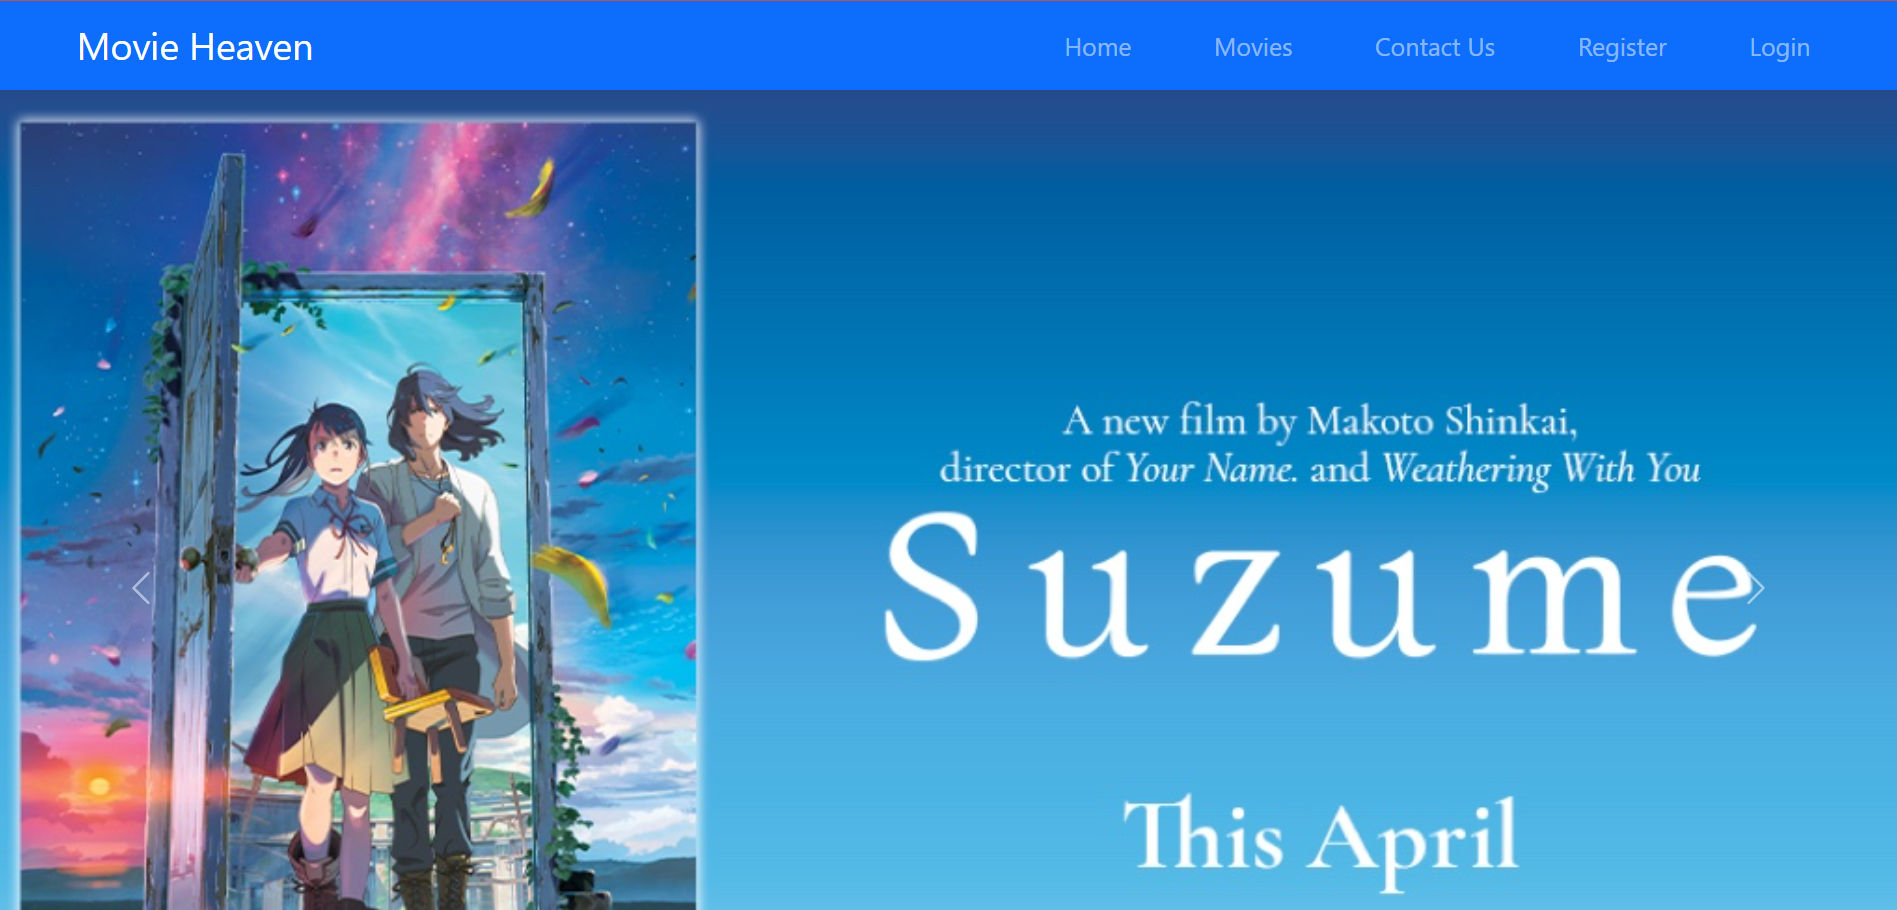 Movie Heaven
Home Movies Contact Us Register Login
A new film by Makoto Shinkai,
director of Your Name. and Weathering With You
Suzume
This April